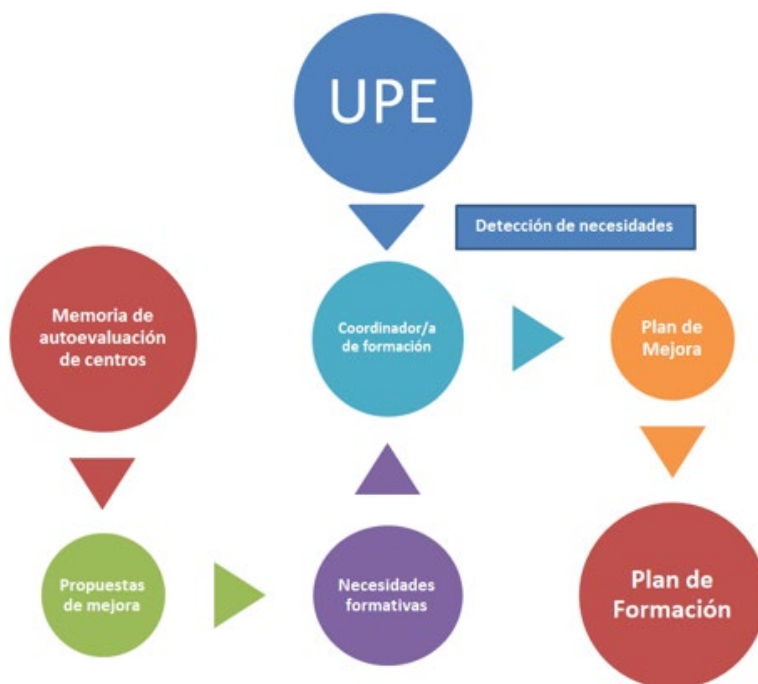 UPE
Detección de necesidades
Memoria de
autoevaluación
de centros
Coordinador/a
de formación
Plan de
Mejora
Propuestas
de mejora
Necesidades
formativas
Plan de
Formación